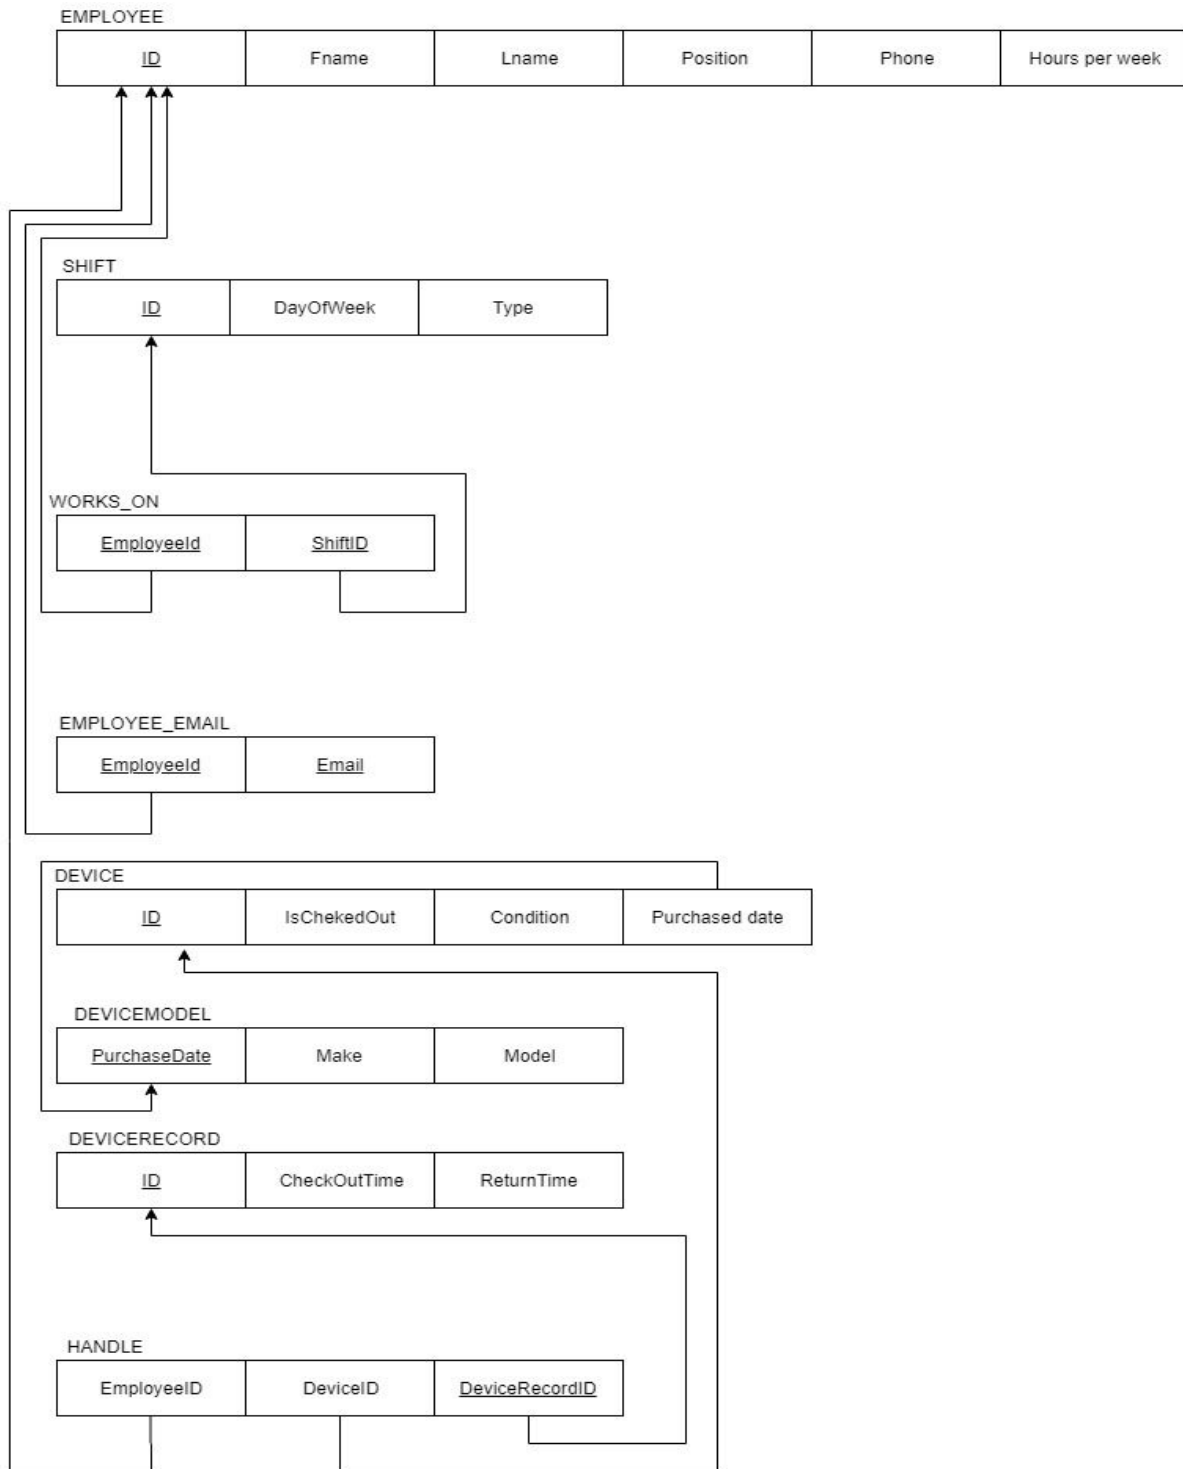 EMPLOYEE
ID Fname Lname Position Phone Hours per week
SHIFT
ID DayOfWeek Type
WORKS_ON
EmployeeId ShiftID
EMPLOYEE_EMAIL
EmployeeId Email
DEVICE
ID IsChekedOut Condition Purchased date
DEVICEMODEL
PurchaseDate Make Model
DEVICERECORD
ID CheckOutTime ReturnTime
HANDLE
EmployeeID DeviceID DeviceRecordID